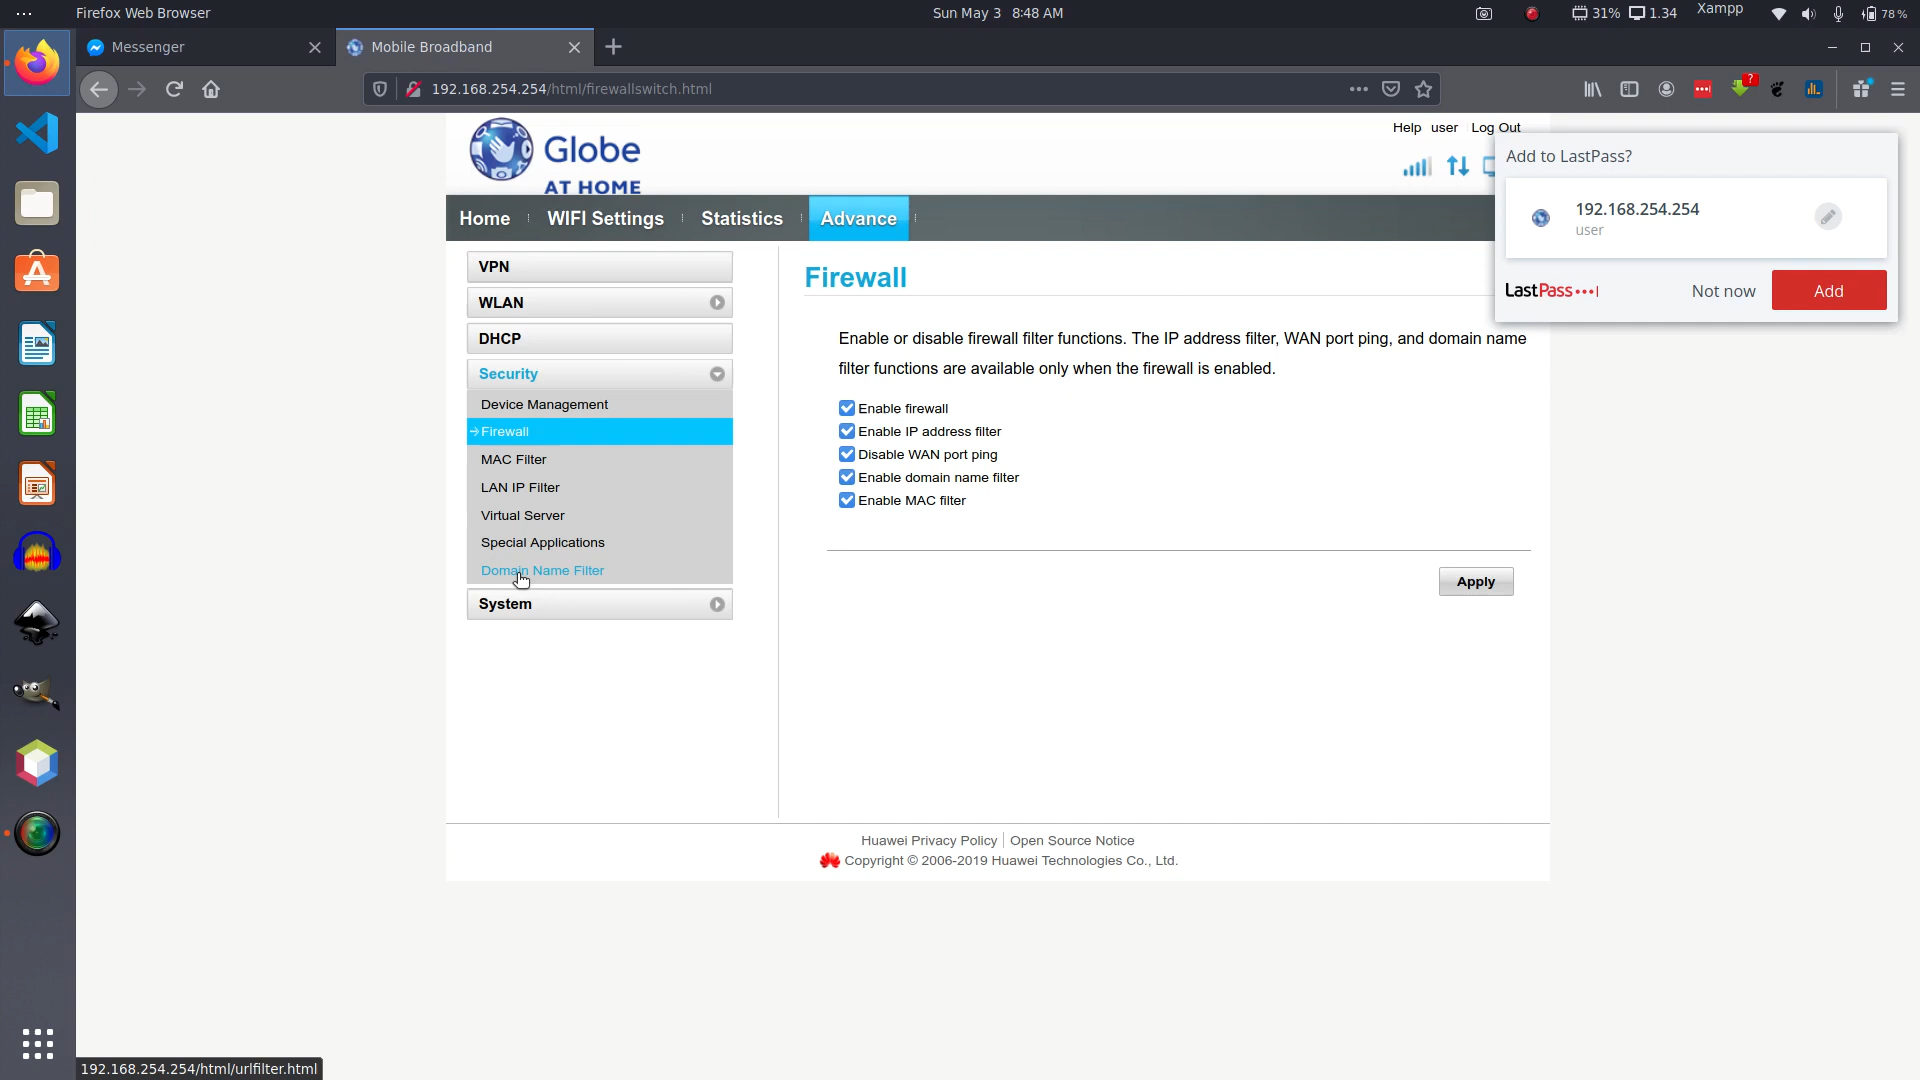 Firefox Web Browser
Sun May 3 8:48 AM
31%
1.34
Xampp
78 %
Messenger
Mobile Broadband
192.168.254.254/html/firewallswitch.html
?
Globe
AT HOME
Help user Log Out
Home
WIFI Settings
Statistics
Advance
Add to LastPass?
192.168.254.254
user
LastPass
Not now
Add
VPN
WLAN
DHCP
Security
Device Management
Firewall
MAC Filter
LAN IP Filter
Virtual Server
Special Applications
Domain Name Filter
System
Firewall
Enable or disable firewall filter functions. The IP address filter, WAN port ping, and domain name
filter functions are available only when the firewall is enabled.
Enable firewall
Enable IP address filter
Disable WAN port ping
Enable domain name filter
Enable MAC filter
Apply
Huawei Privacy Policy | Open Source Notice
Copyright © 2006-2019 Huawei Technologies Co., Ltd.
192.168.254.254/html/urlfilter.html